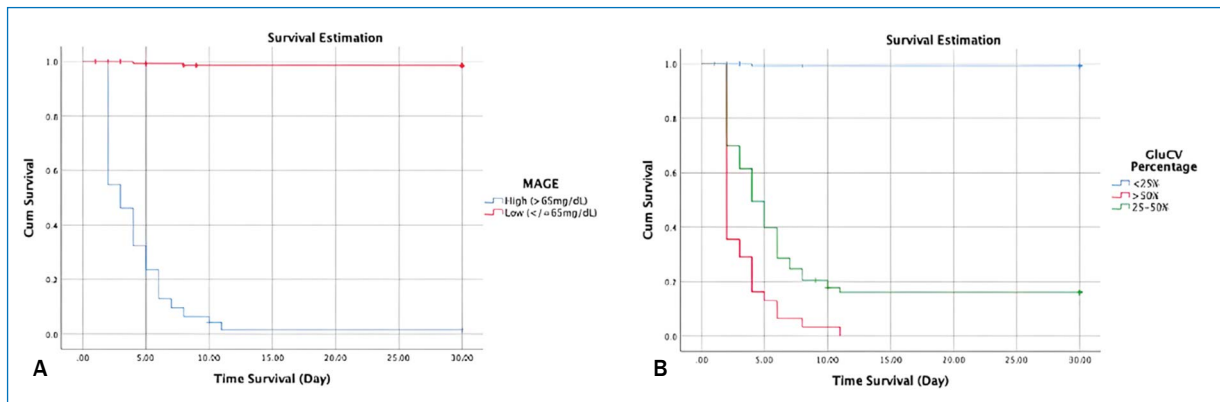 Survival Estimation
1.0
0.8
0.6
0.4
0.2
0.0
Cum Survival
.00 5.00 10.00 15.00 20.00 25.00 30.00
Time Survival (Day)
MAGE
High (>65mg/dL)
Low (</=65mg/dL)
A
Survival Estimation
1.0
0.8
0.6
0.4
0.2
0.0
Cum Survival
.00 5.00 10.00 15.00 20.00 25.00 30.00
Time Survival (Day)
GluCV
Percentage
<25%
>50%
25-50%
B